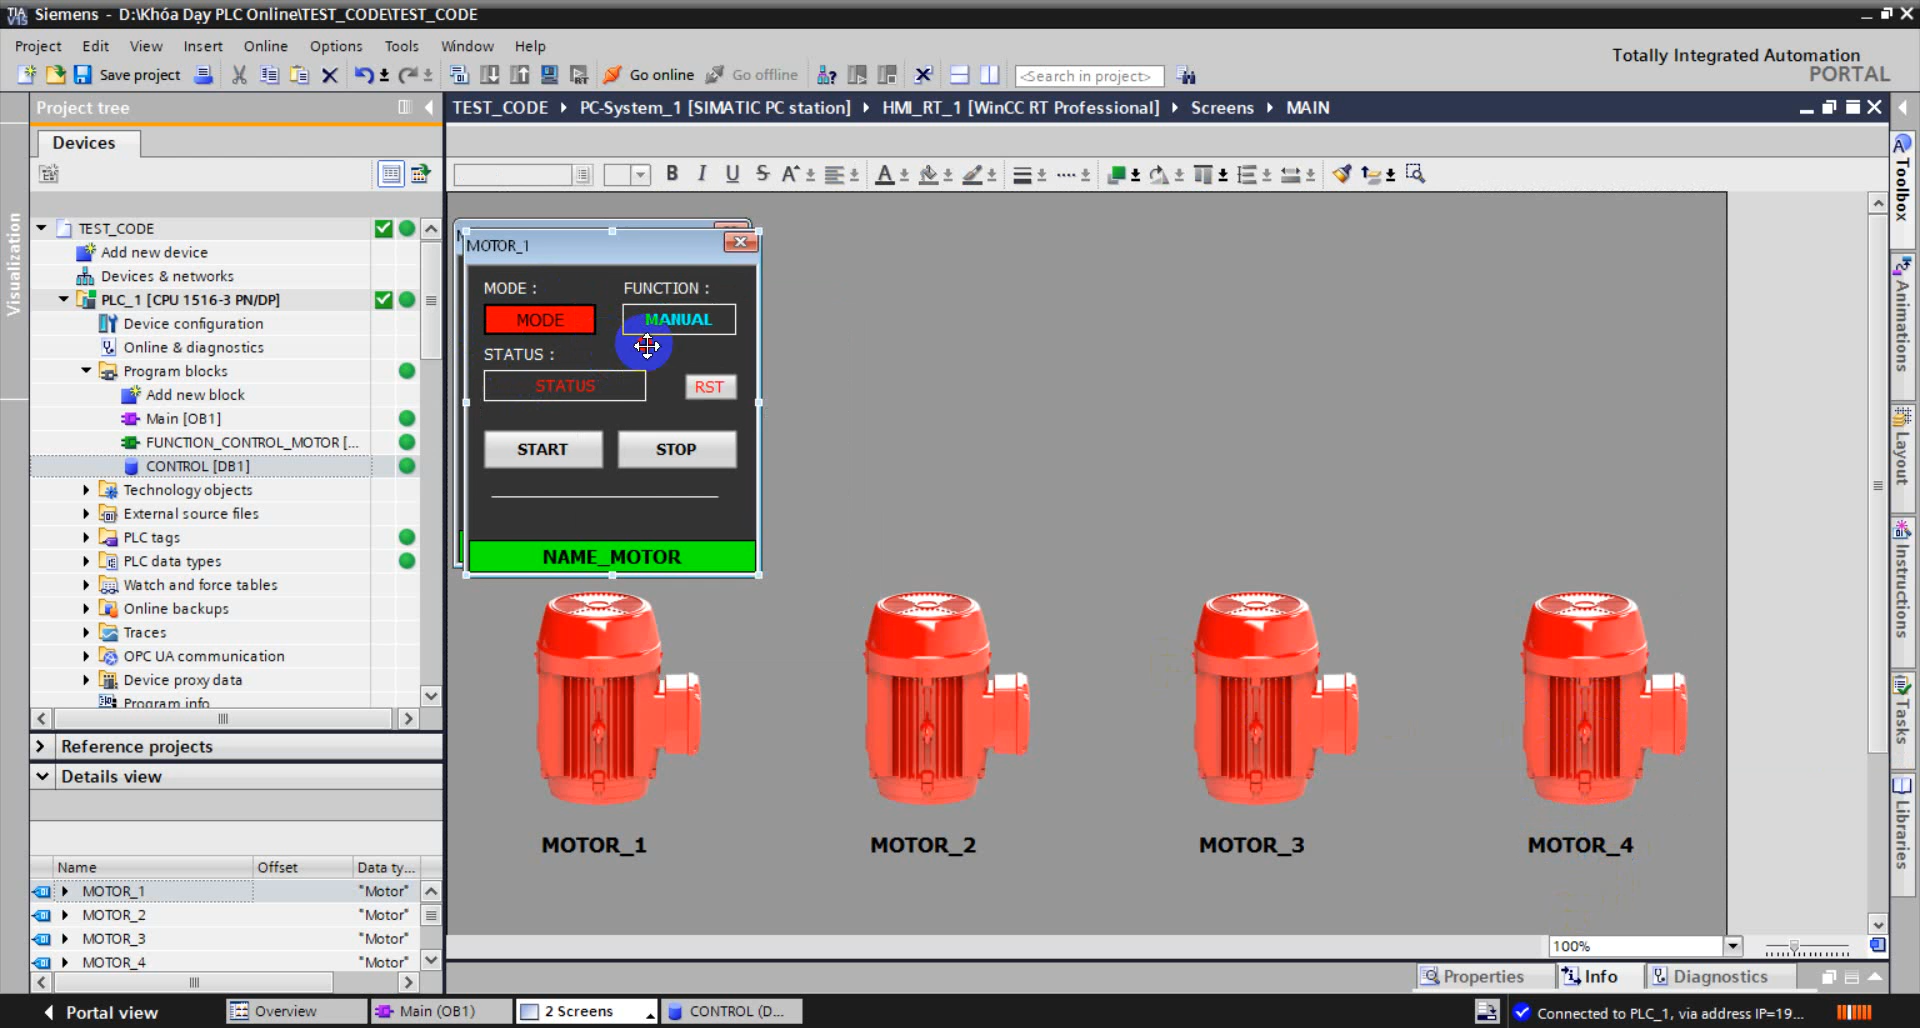 Siemens - D:\Khóa Dạy PLC Online\TEST_CODE\TEST_CODE
Project Edit View Insert Online Options Tools Window Help
Totally Integrated Automation
PORTAL
Save project
Go online
Go offline
<Search in project>
Project tree
TEST_CODE
PC-System_1 [SIMATIC PC station]
HMI_RT_1 [WinCC RT Professional]
Screens
MAIN
Devices
B I U S A
Visualization
TEST_CODE
Add new device
Devices & networks
PLC_1 [CPU 1516-3 PN/DP]
Device configuration
Online & diagnostics
Program blocks
Add new block
Main [OB1]
FUNCTION_CONTROL_MOTOR [...
CONTROL [DB1]
Technology objects
External source files
PLC tags
PLC data types
Watch and force tables
Online backups
Traces
OPC UA communication
Device proxy data
Program info
Reference projects
Details view
Name Offset Data ty...
MOTOR_1 "Motor"
MOTOR_2 "Motor"
MOTOR_3 "Motor"
MOTOR_4 "Motor"
MOTOR_1
MODE : FUNCTION :
MODE MANUAL
STATUS :
STATUS RST
START STOP
NAME_MOTOR
MOTOR_1
MOTOR_2
MOTOR_3
MOTOR_4
100%
Properties
Info
Diagnostics
Toolbox
Animations
Layout
Instructions
Tasks
Libraries
Portal view
Overview
Main (OB1)
2 Screens
CONTROL (D...
Connected to PLC_1, via address IP=19...